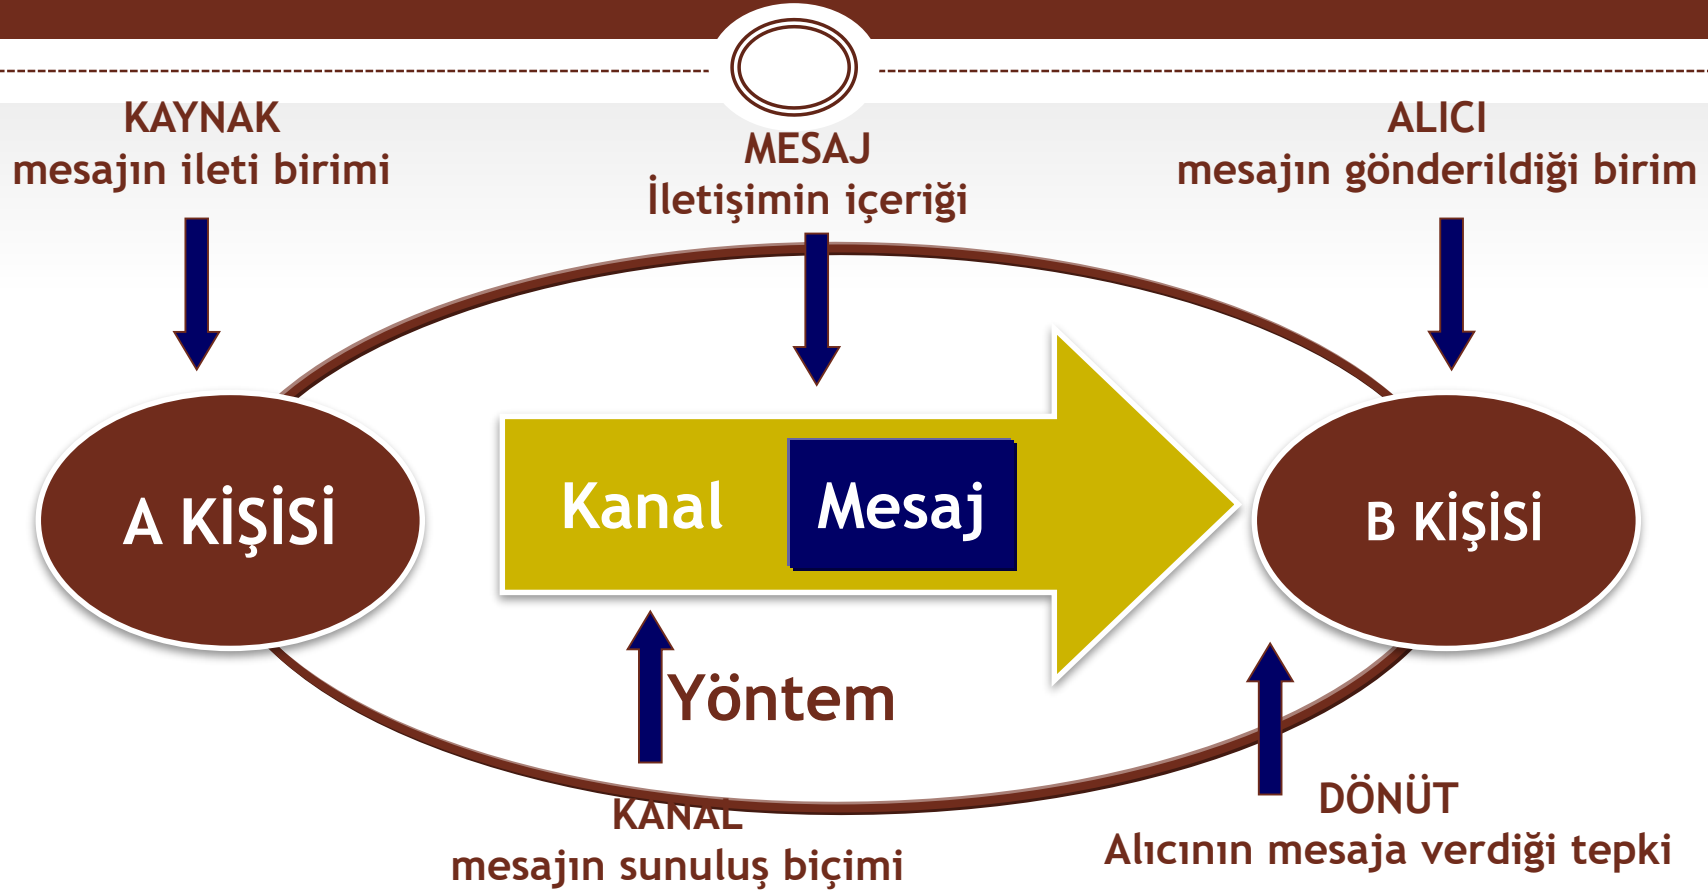 KAYNAK
mesajın ileti birimi
MESAJ
İletişimin içeriği
ALICI
mesajın gönderildiği birim
A KİŞİSİ
Kanal
Mesaj
B KİŞİSİ
Yöntem
KANAL
mesajın sunuluş biçimi
DÖNÜT
Alıcının mesaja verdiği tepki